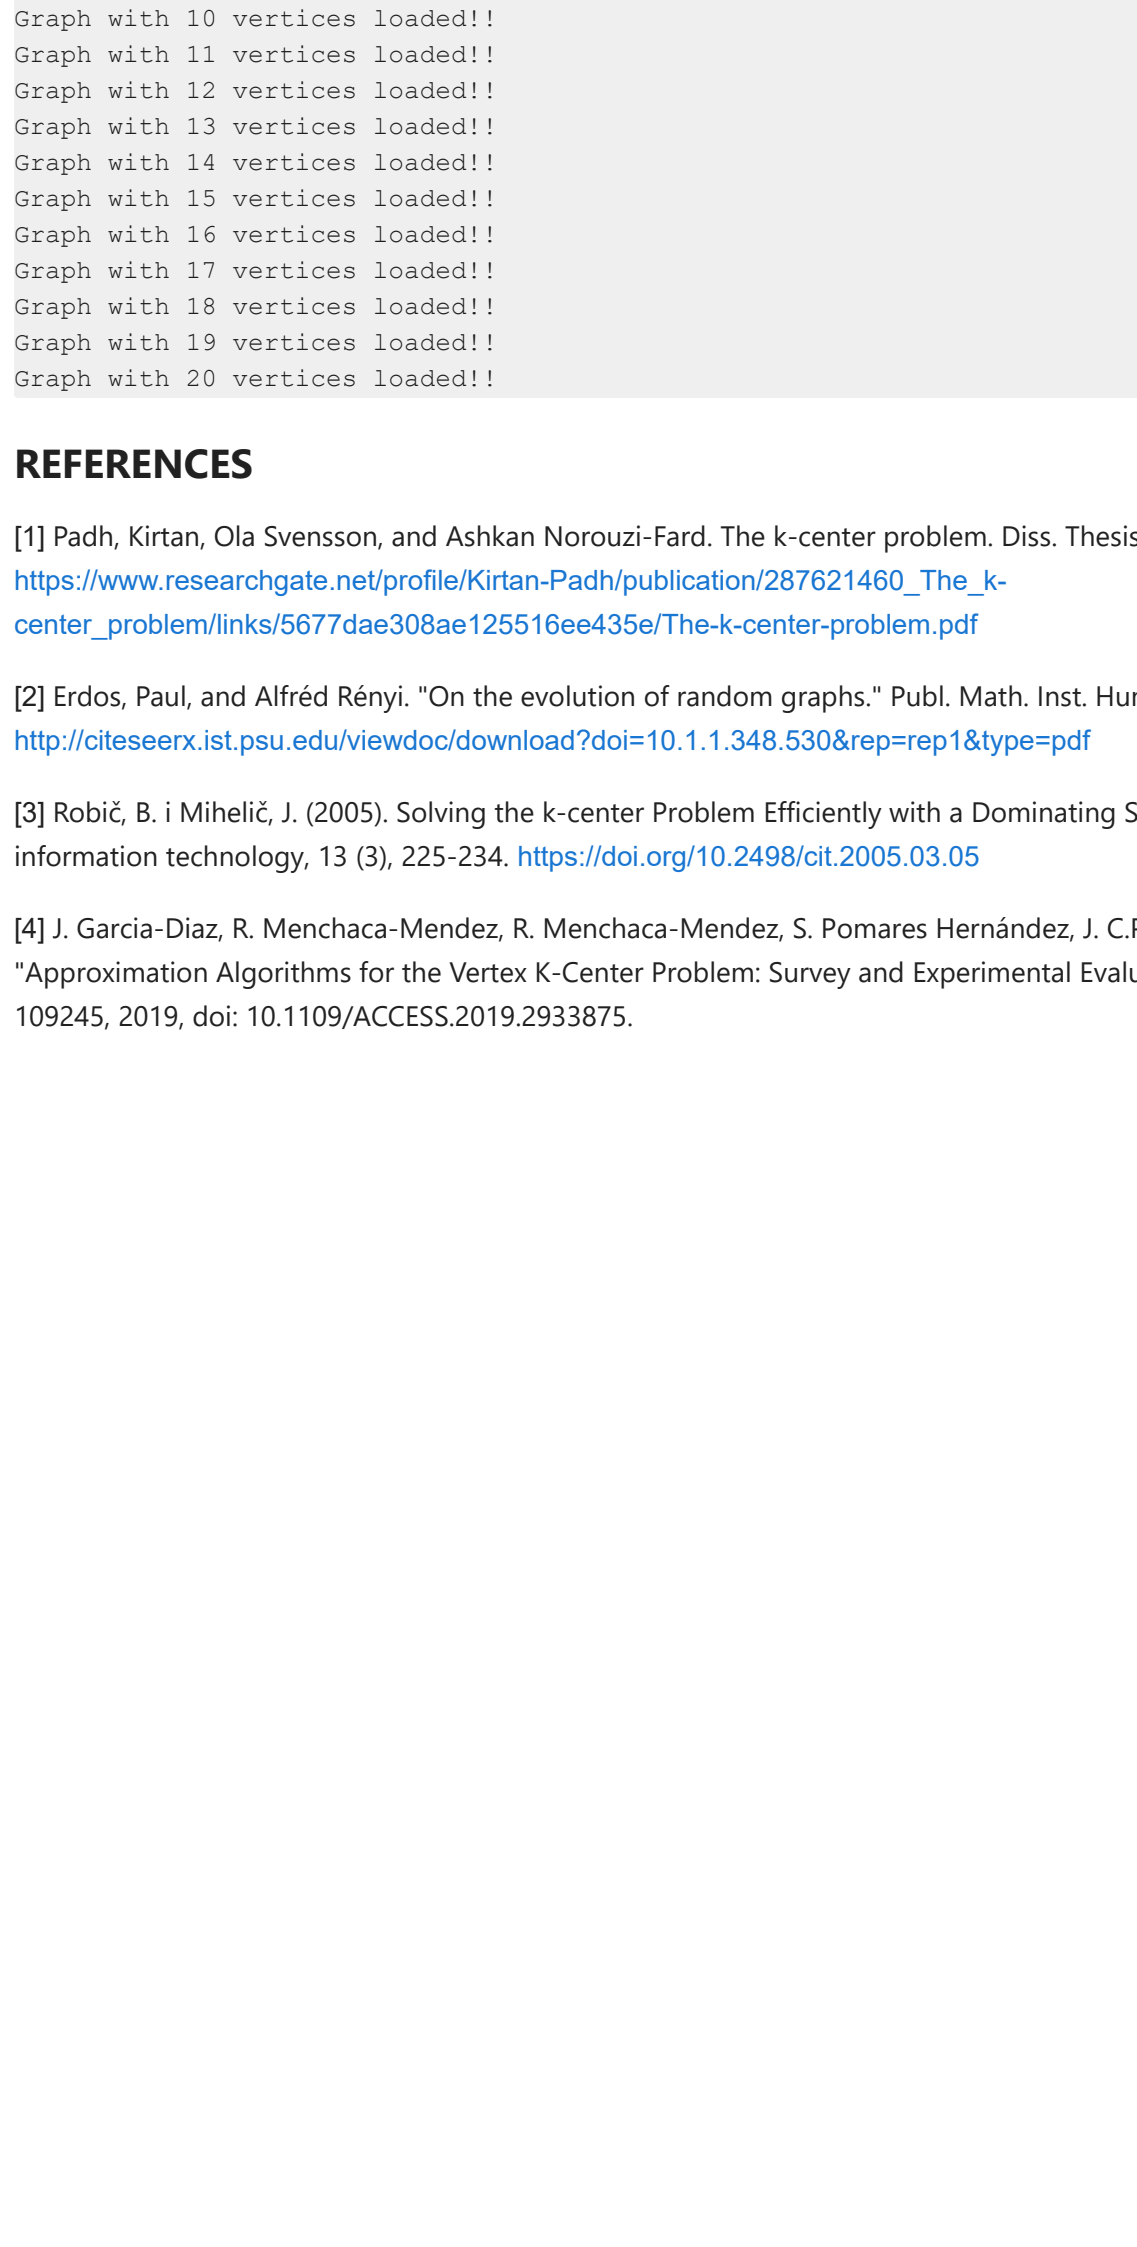 Graph with 10 vertices loaded!!
Graph with 11 vertices loaded!!
Graph with 12 vertices loaded!!
Graph with 13 vertices loaded!!
Graph with 14 vertices loaded!!
Graph with 15 vertices loaded!!
Graph with 16 vertices loaded!!
Graph with 17 vertices loaded!!
Graph with 18 vertices loaded!!
Graph with 19 vertices loaded!!
Graph with 20 vertices loaded!!
REFERENCES
[1] Padh, Kirtan, Ola Svensson, and Ashkan Norouzi-Fard. The k-center problem. Diss. Thesis
https://www.researchgate.net/profile/Kirtan-Padh/publication/287621460_The_k-
center_problem/links/5677dae308ae125516ee435e/The-k-center-problem.pdf
[2] Erdos, Paul, and Alfréd Rényi. "On the evolution of random graphs." Publ. Math. Inst.
http://citeseerx.ist.psu.edu/viewdoc/download?doi=10.1.1.348.530&rep=rep1&type=pdf
[3] Robič, B. i Mihelič, J. (2005). Solving the k-center Problem Efficiently with a Dominating
information technology, 13 (3), 225-234. https://doi.org/10.2498/cit.2005.03.05
[4] J. Garcia-Diaz, R. Menchaca-Mendez, R. Menchaca-Mendez, S. Pomares Hernández, J. C.
"Approximation Algorithms for the Vertex K-Center Problem: Survey and Experimental
109245, 2019, doi: 10.1109/ACCESS.2019.2933875.